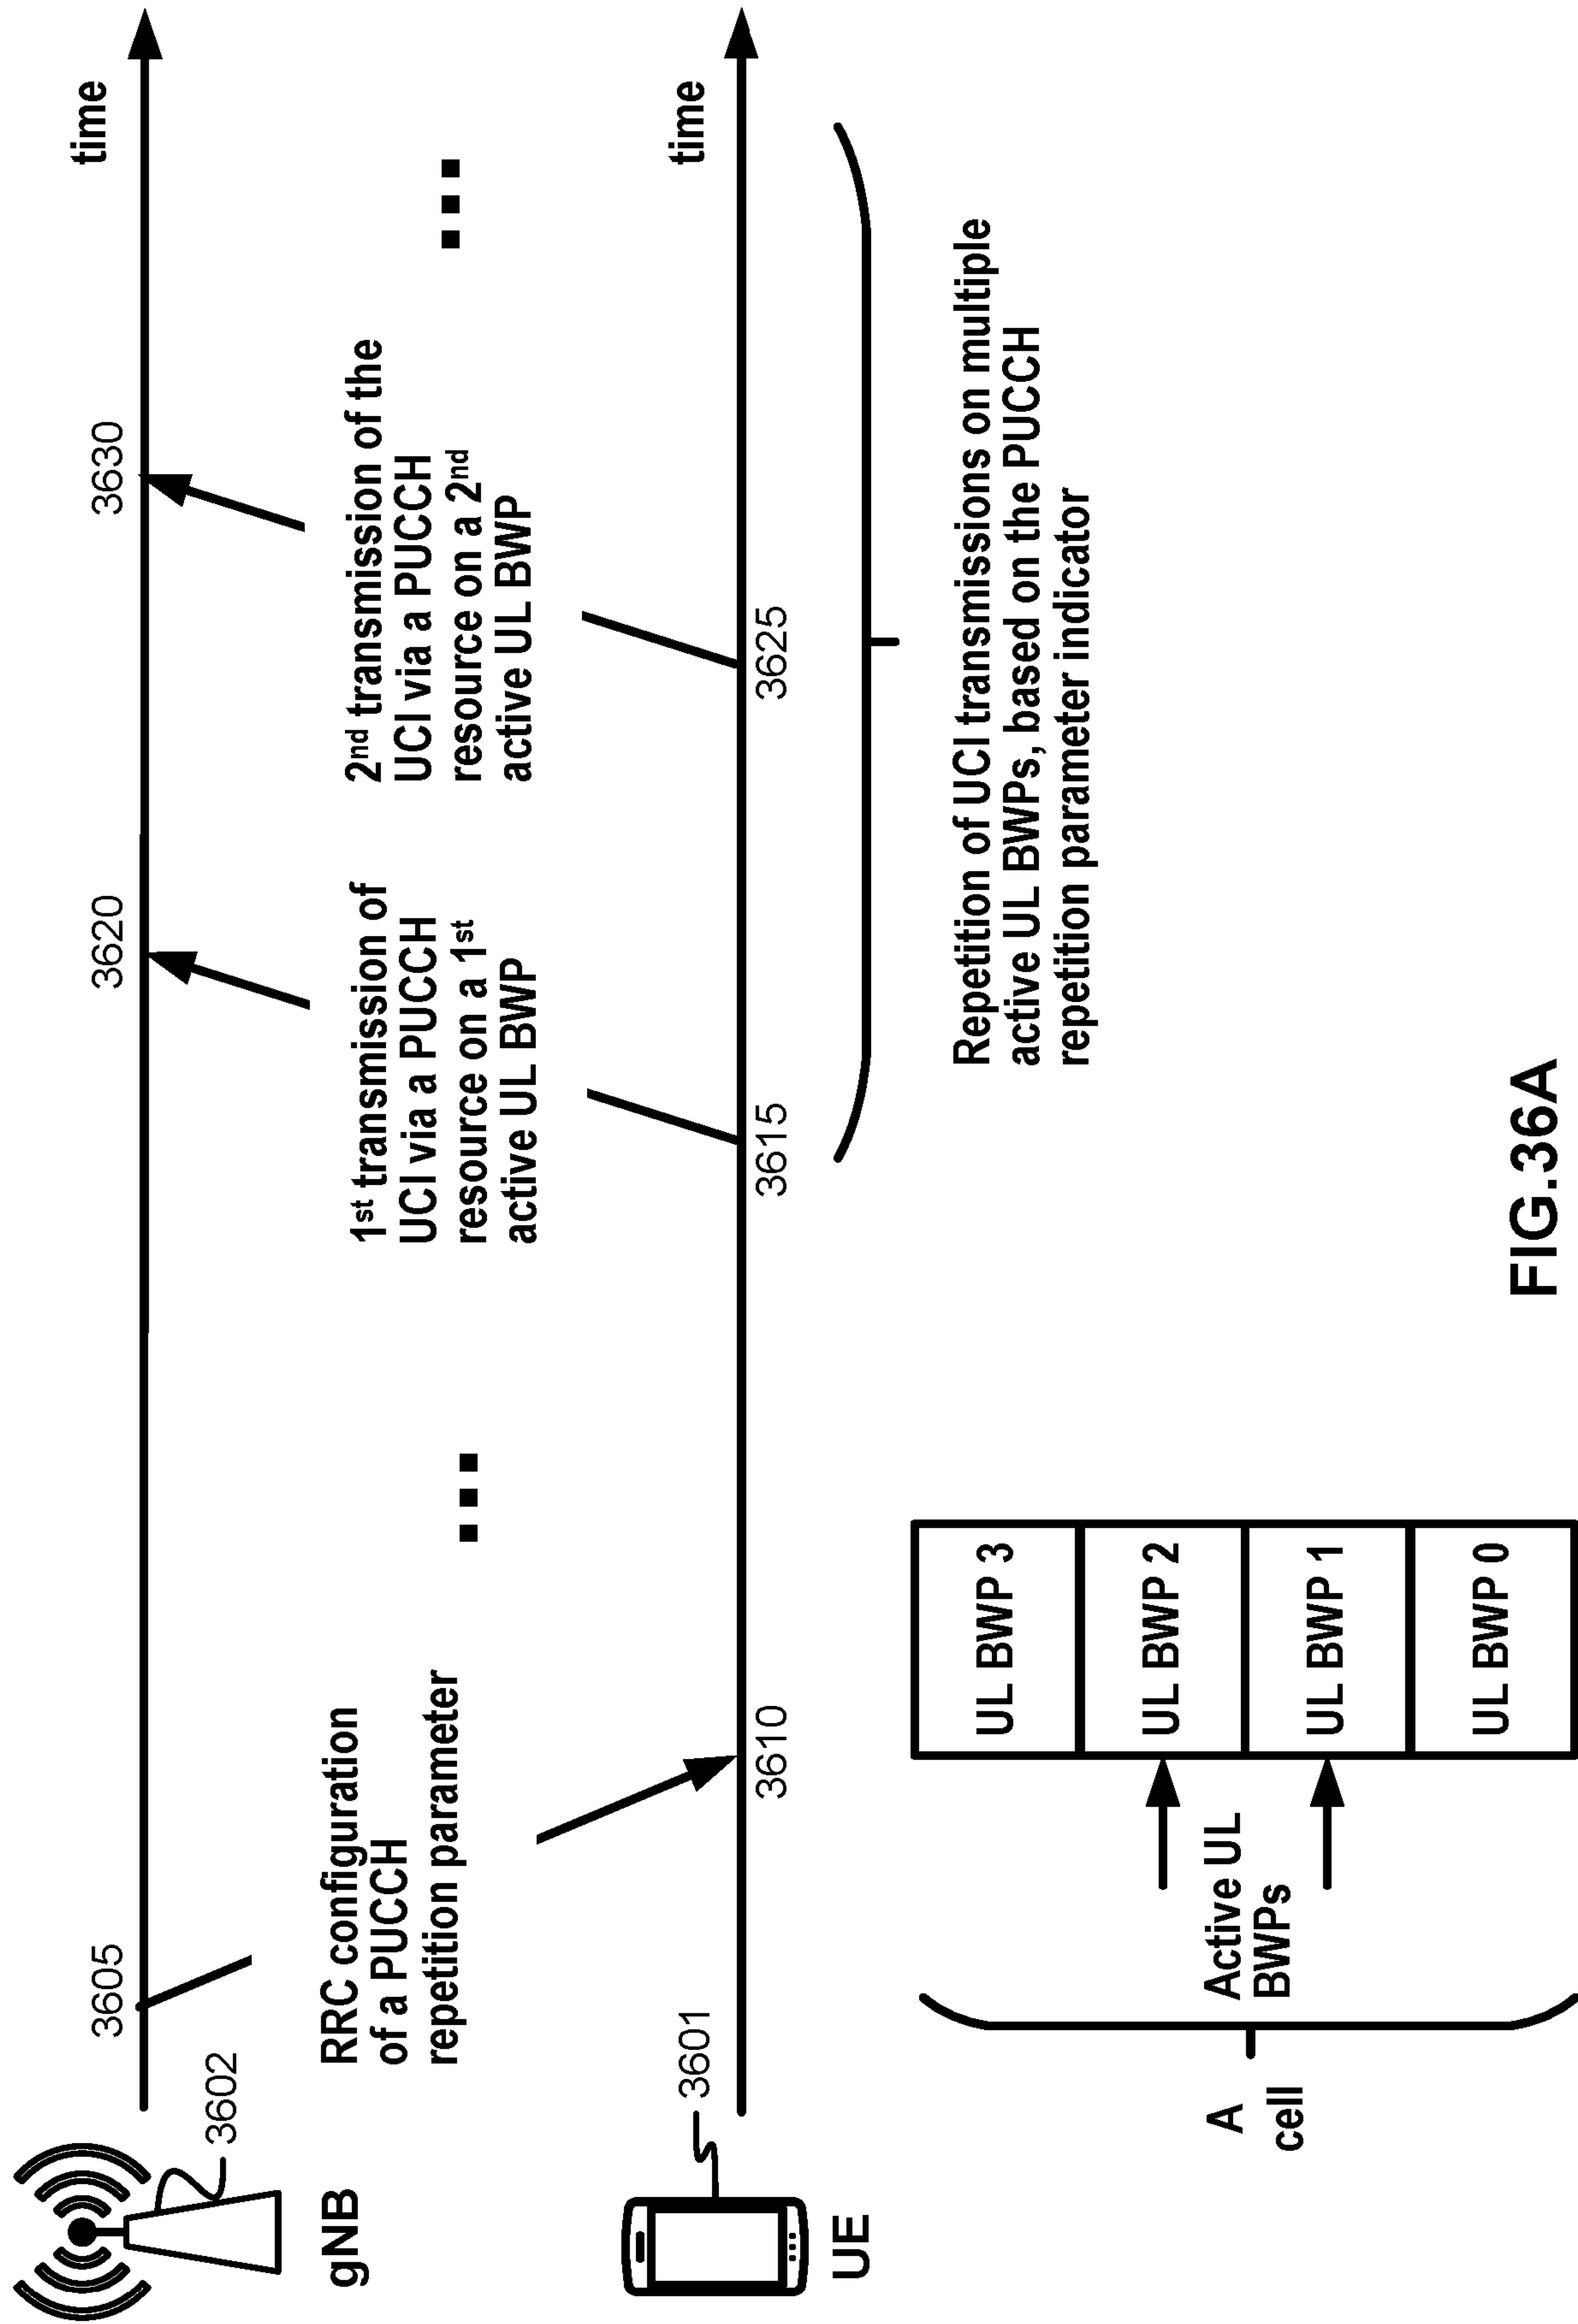 3605
3620
3630
time
3602
gNB
RRC configuration
of a PUCCH
repetition parameter
1st transmission of
UCI via a PUCCH
resource on a 1st
active UL BWP
2nd transmission of the
UCI via a PUCCH
resource on a 2nd
active UL BWP
3601
UE
time
3610
3615
3625
A
cell
Active UL
BWPs
UL BWP 3
UL BWP 2
UL BWP 1
UL BWP 0
Repetition of UCI transmissions on multiple
active UL BWPs, based on the PUCCH
repetition parameter indicator
FIG.36A